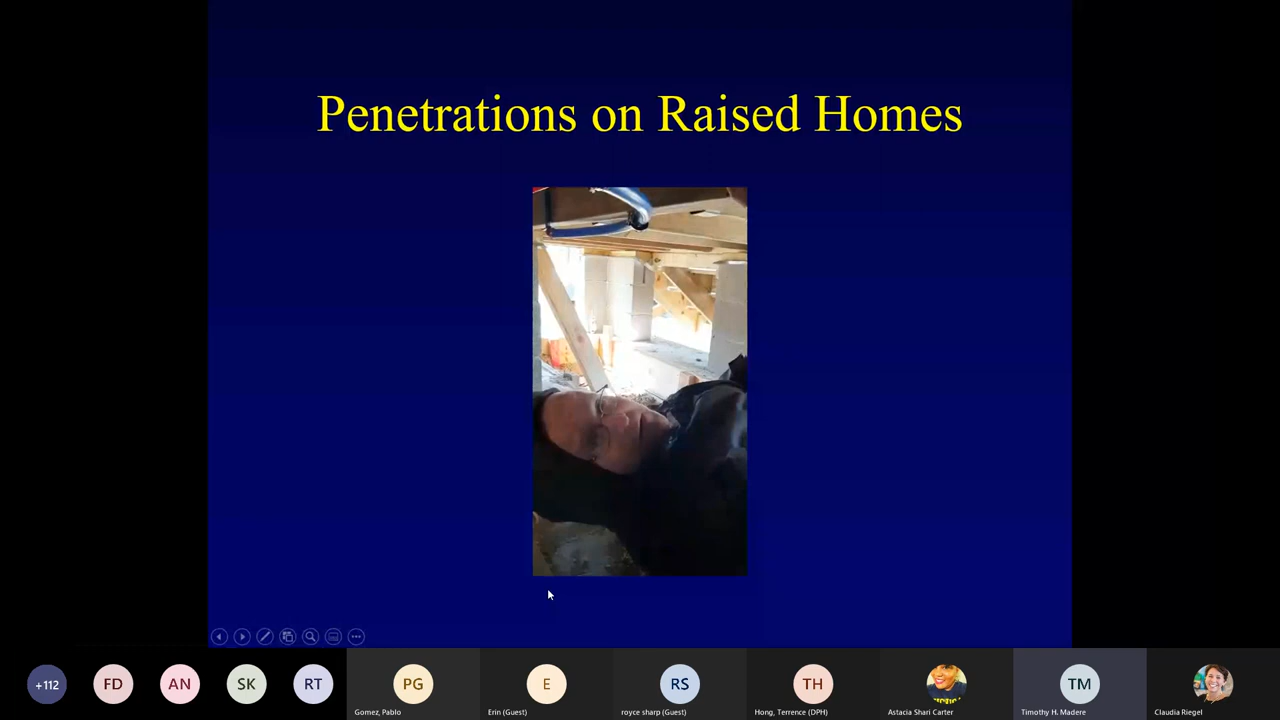 Penetrations on Raised Homes
+112
FD
AN
SK
RT
PG
E
RS
TH
TM
Gomez, Pablo
Erin (Guest)
royce sharp (Guest)
Hong, Terrence (DPH)
Astacia Shari Carter
Timothy H. Madere
Claudia Riegel